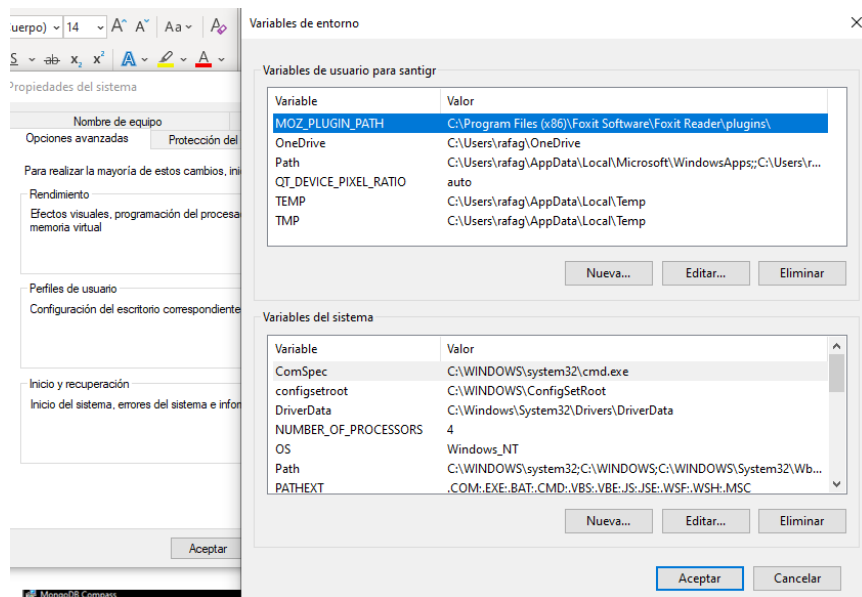 uerpo) 14 A^ Aˇ Aa A
S ab x₂ x² A A
Propiedades del sistema
Nombre de equipo
Opciones avanzadas Protección del
Para realizar la mayoría de estos cambios, ini
Rendimiento
Efectos visuales, programación del procesa
memoria virtual
Perfiles de usuario
Configuración del escritorio correspondiente
Inicio y recuperación
Inicio del sistema, errores del sistema e infor
Aceptar
MongoDB Compass
Variables de entorno
Variables de usuario para santigr
Variable Valor
MOZ_PLUGIN_PATH C:\Program Files (x86)\Foxit Software\Foxit Reader\plugins\
OneDrive C:\Users\rafag\OneDrive
Path C:\Users\rafag\AppData\Local\Microsoft\WindowsApps;;C:\Users\r...
QT_DEVICE_PIXEL_RATIO auto
TEMP C:\Users\rafag\AppData\Local\Temp
TMP C:\Users\rafag\AppData\Local\Temp
Nueva... Editar... Eliminar
Variables del sistema
Variable Valor
ComSpec C:\WINDOWS\system32\cmd.exe
configsetroot C:\WINDOWS\ConfigSetRoot
DriverData C:\Windows\System32\Drivers\DriverData
NUMBER_OF_PROCESSORS 4
OS Windows_NT
Path C:\WINDOWS\system32;C:\WINDOWS;C:\WINDOWS\System32\Wb...
PATHEXT .COM;.EXE;.BAT;.CMD;.VBS;.VBE;.JS;.JSE;.WSF;.WSH;.MSC
Nueva... Editar... Eliminar
Aceptar Cancelar